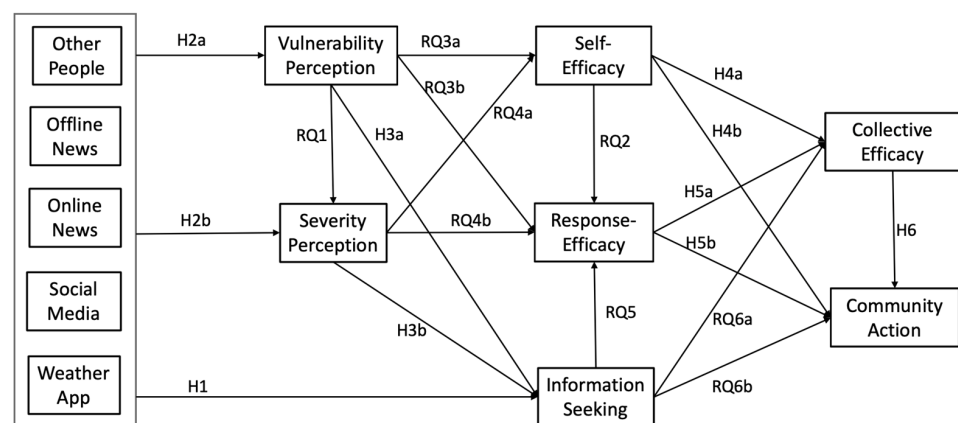 Other
People
Offline
News
Online
News
Social
Media
Weather
App
H2a
H2b
H1
Vulnerability
Perception
RQ1
H3a
Severity
Perception
H3b
RQ3a
RQ3b
RQ4a
RQ4b
Self-
Efficacy
RQ2
Response-
Efficacy
RQ5
Information
Seeking
H4a
H4b
H5a
H5b
RQ6a
RQ6b
Collective
Efficacy
H6
Community
Action